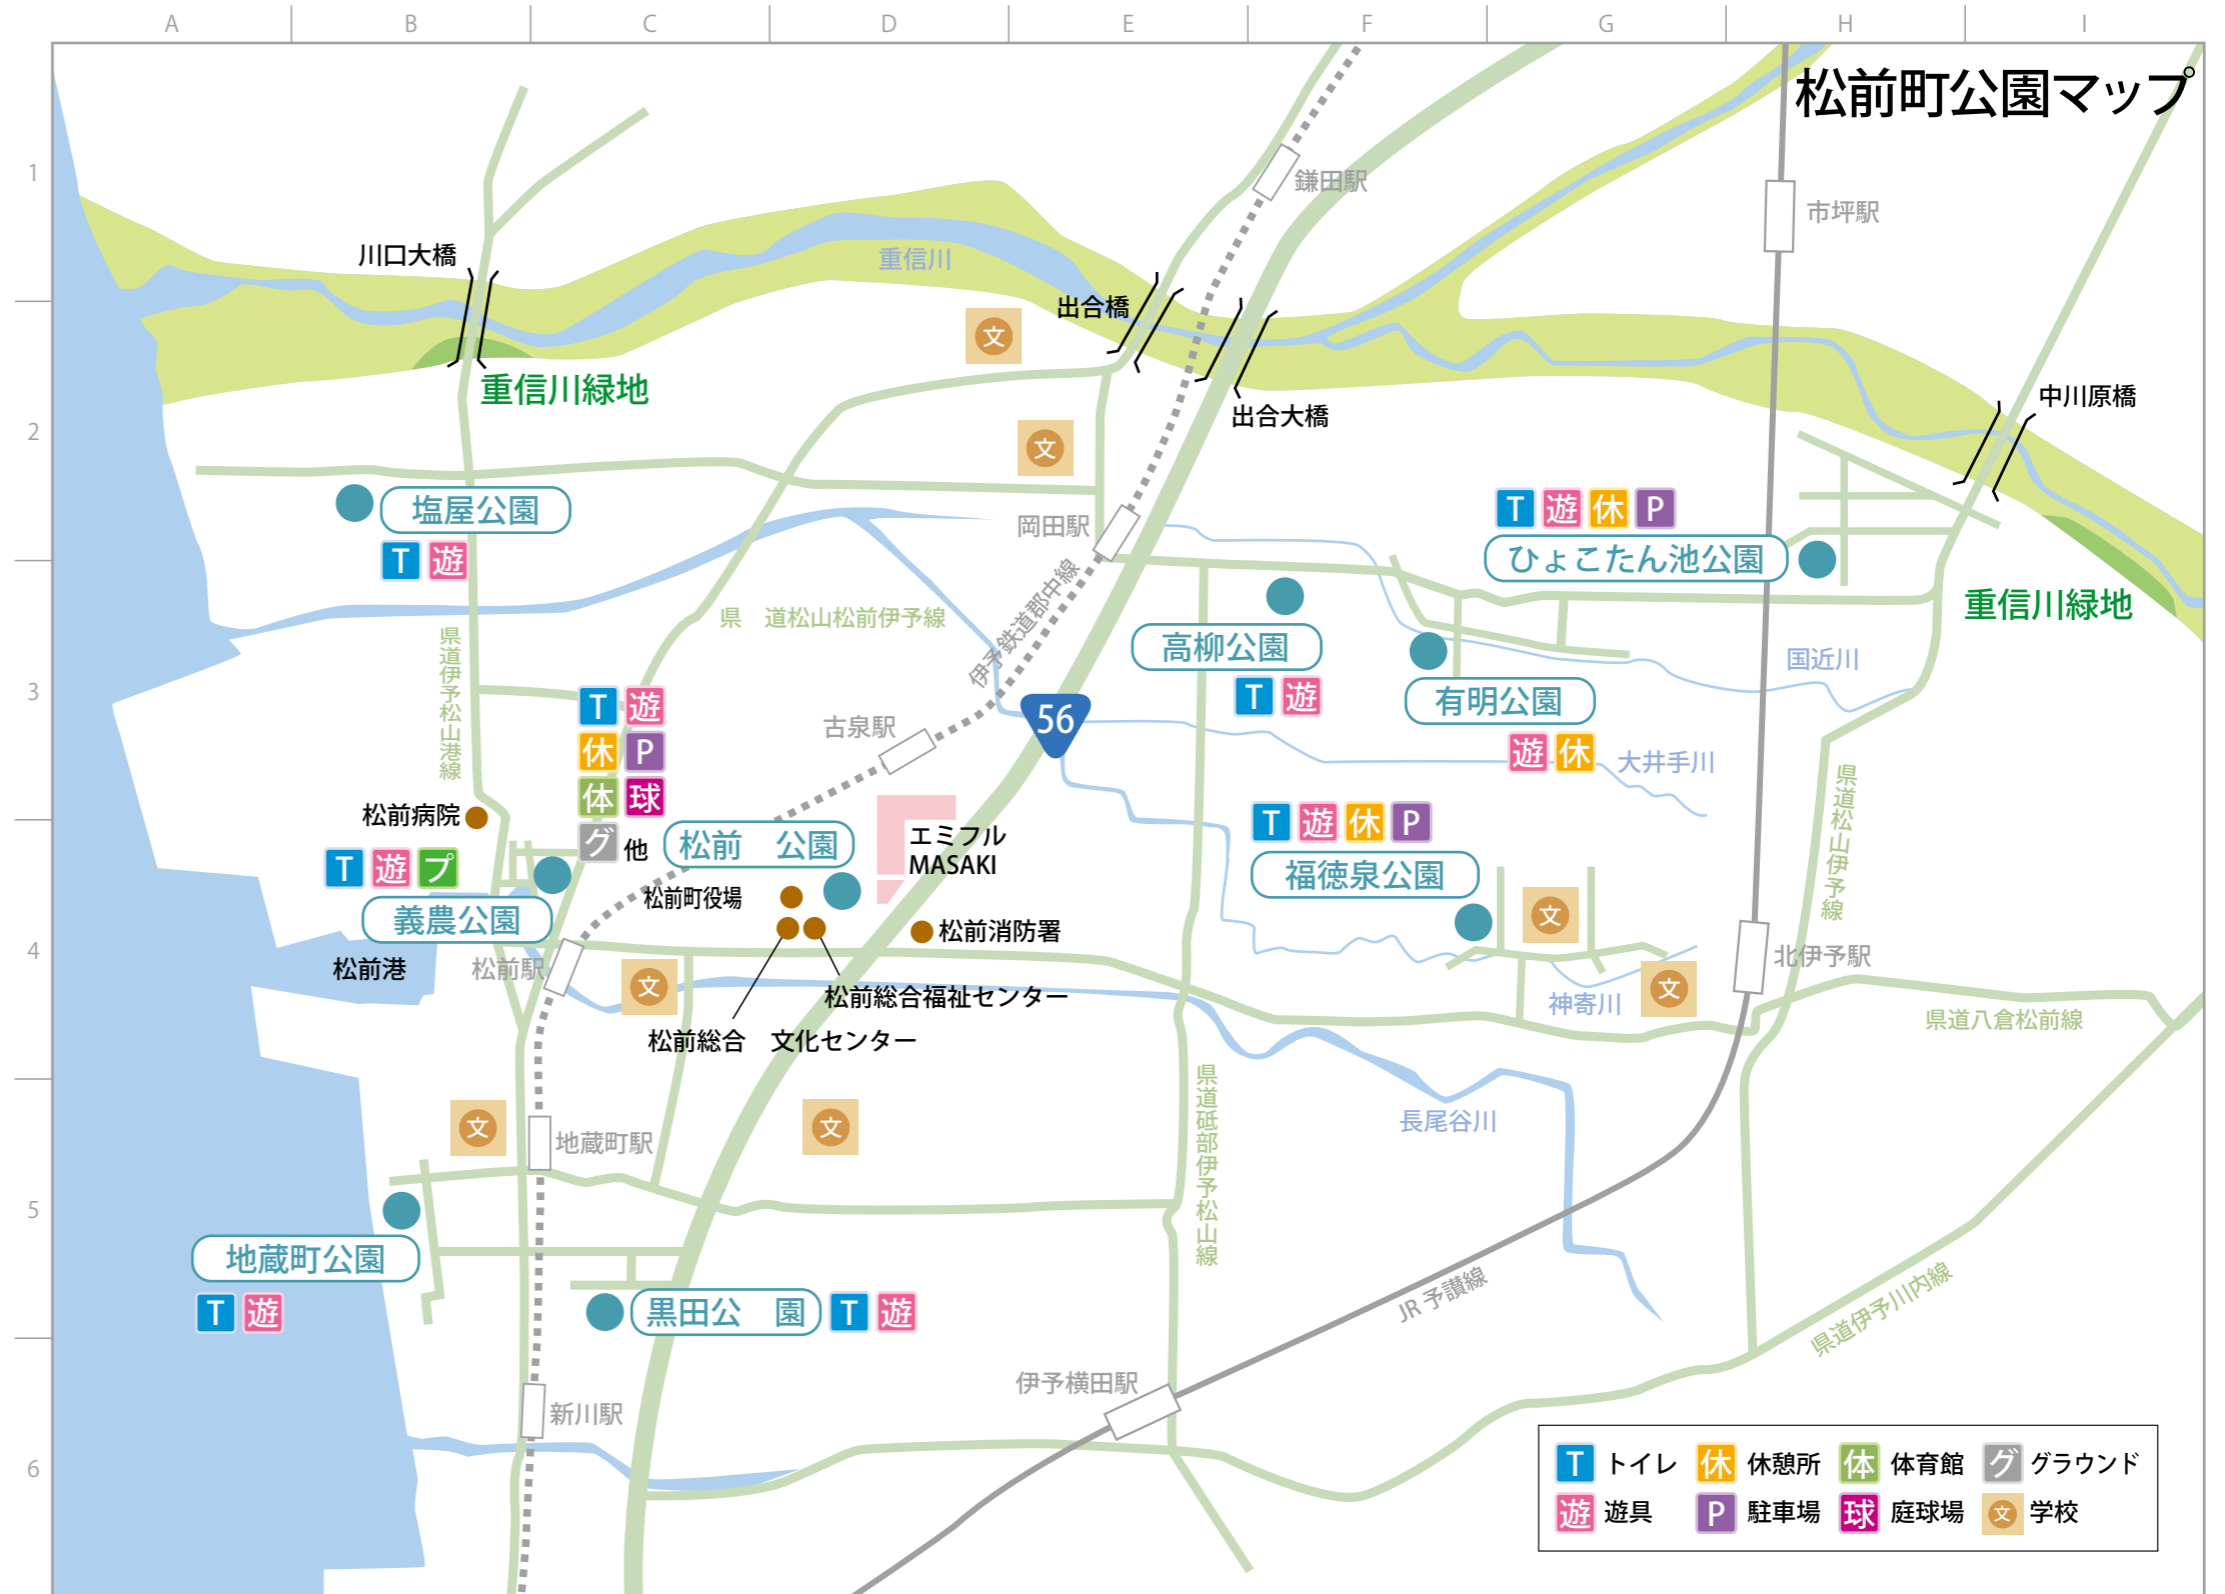 A B C D E F G H I
松前町公園マップ
1
鎌田駅
市坪駅
川口大橋
重信川
出合橋
文
重信川緑地
出合大橋
中川原橋
2
文
塩屋公園
T 遊
岡田駅
T 遊 休 P
ひょこたん池公園
重信川緑地
県 道松山松前伊予線
伊予鉄道郡中線
県道伊予松山港線
高柳公園
T 遊
国近川
3
有明公園
遊 休
T 遊
休 P
体 球
グ 他
古泉駅
56
大井手川
県道松山伊予線
松前病院
T 遊 プ
義農公園
松前 公園
エミフル
MASAKI
T 遊 休 P
福徳泉公園
松前町役場
文
4
松前消防署
松前港
松前駅
北伊予駅
文
松前総合福祉センター
文
神寄川
松前総合 文化センター
県道八倉松前線
県道砥部伊予松山線
文
地蔵町駅
文
長尾谷川
5
地蔵町公園
T 遊
黒田公 園
T 遊
JR予讃線
県道伊予川内線
伊予横田駅
新川駅
6
T トイレ 休 休憩所 体 体育館 グ グラウンド
遊 遊具 P 駐車場 球 庭球場 文 学校